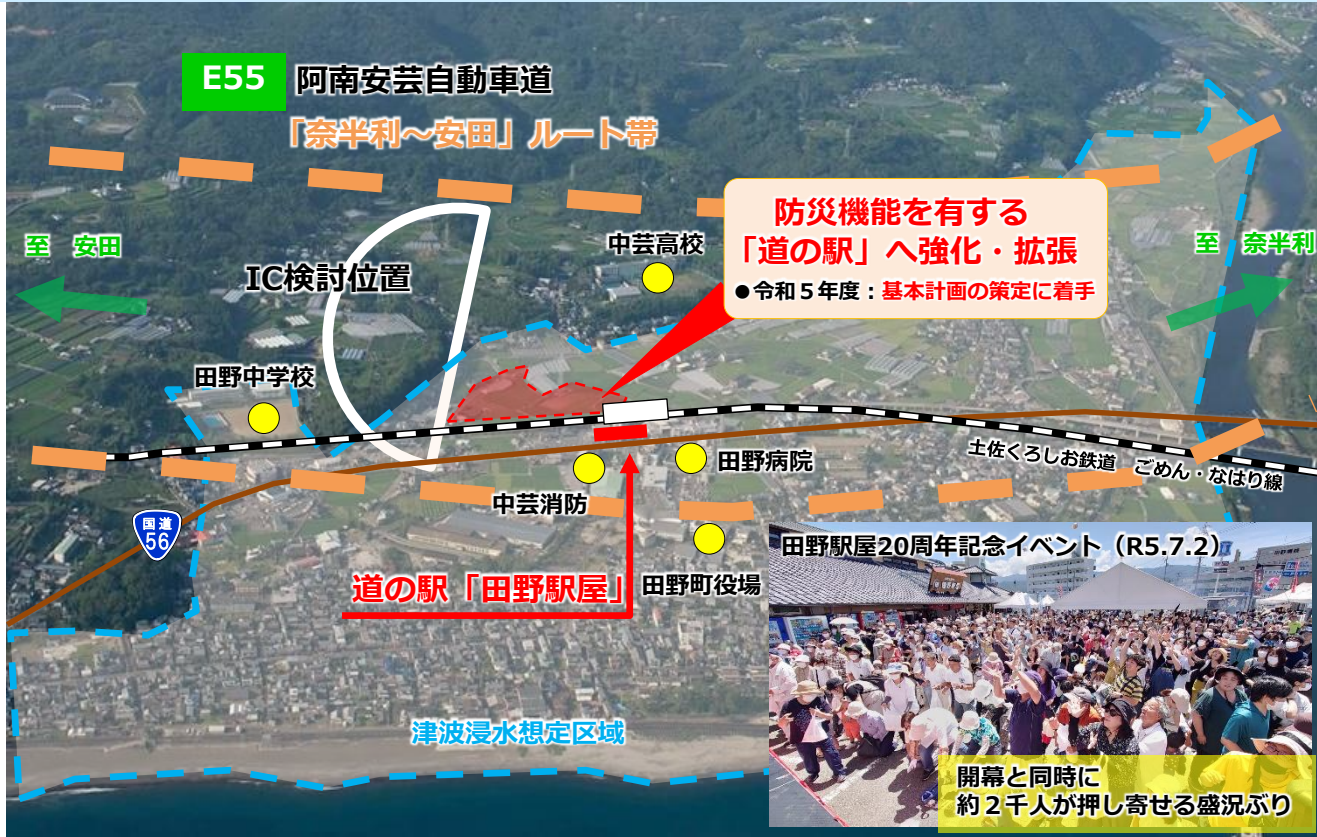 E55 阿南安芸自動車道
「奈半利～安田」ルート帯
防災機能を有する
「道の駅」へ強化・拡張
●令和５年度：基本計画の策定に着手
至　安田
中芸高校
至　奈半利
IC検討位置
田野中学校
田野病院
土佐くろしお鉄道　ごめん・なはり線
中芸消防
国道
56
田野駅屋20周年記念イベント（R5.7.2）
道の駅「田野駅屋」
田野町役場
津波浸水想定区域
開幕と同時に
約２千人が押し寄せる盛況ぶり